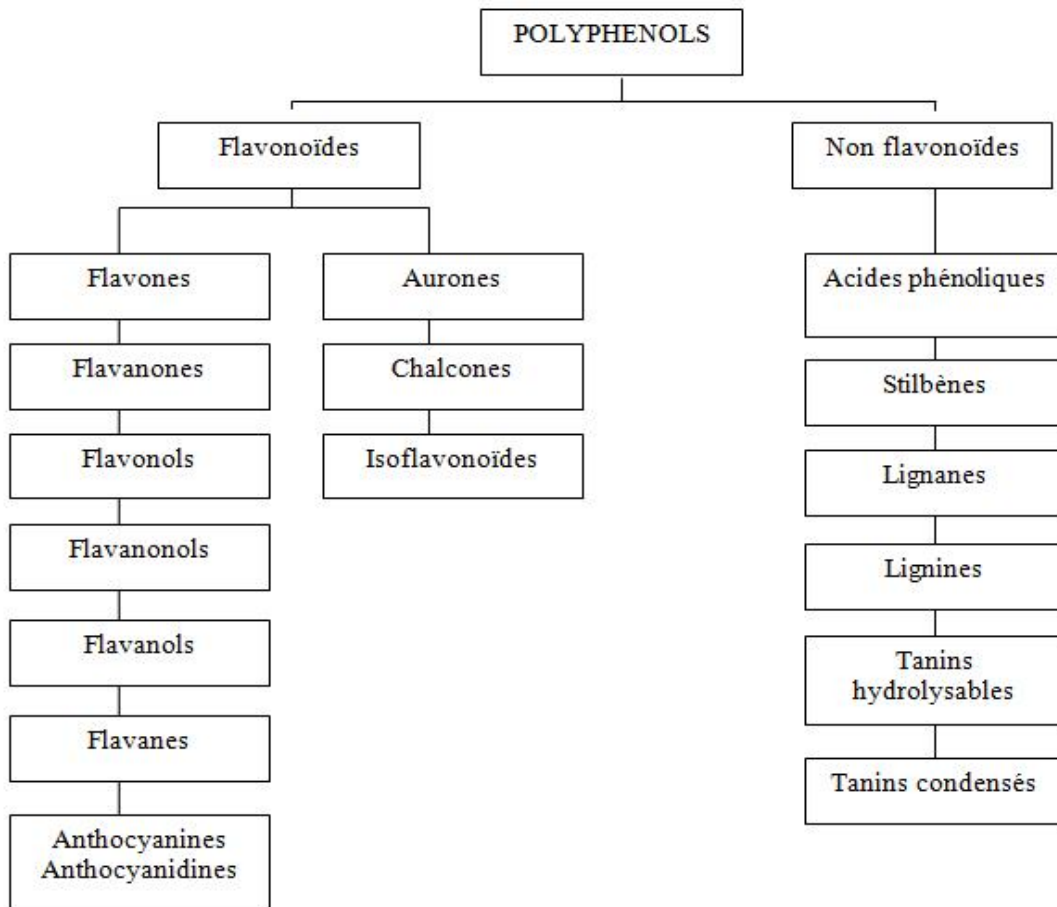 POLYPHENOLS
Flavonoïdes
Non flavonoïdes
Flavones
Flavanones
Flavonols
Flavanonols
Flavanols
Flavanes
Anthocyanines
Anthocyanidines
Aurones
Chalcones
Isoflavonoïdes
Acides phénoliques
Stilbènes
Lignanes
Lignines
Tanins
hydrolysables
Tanins condensés